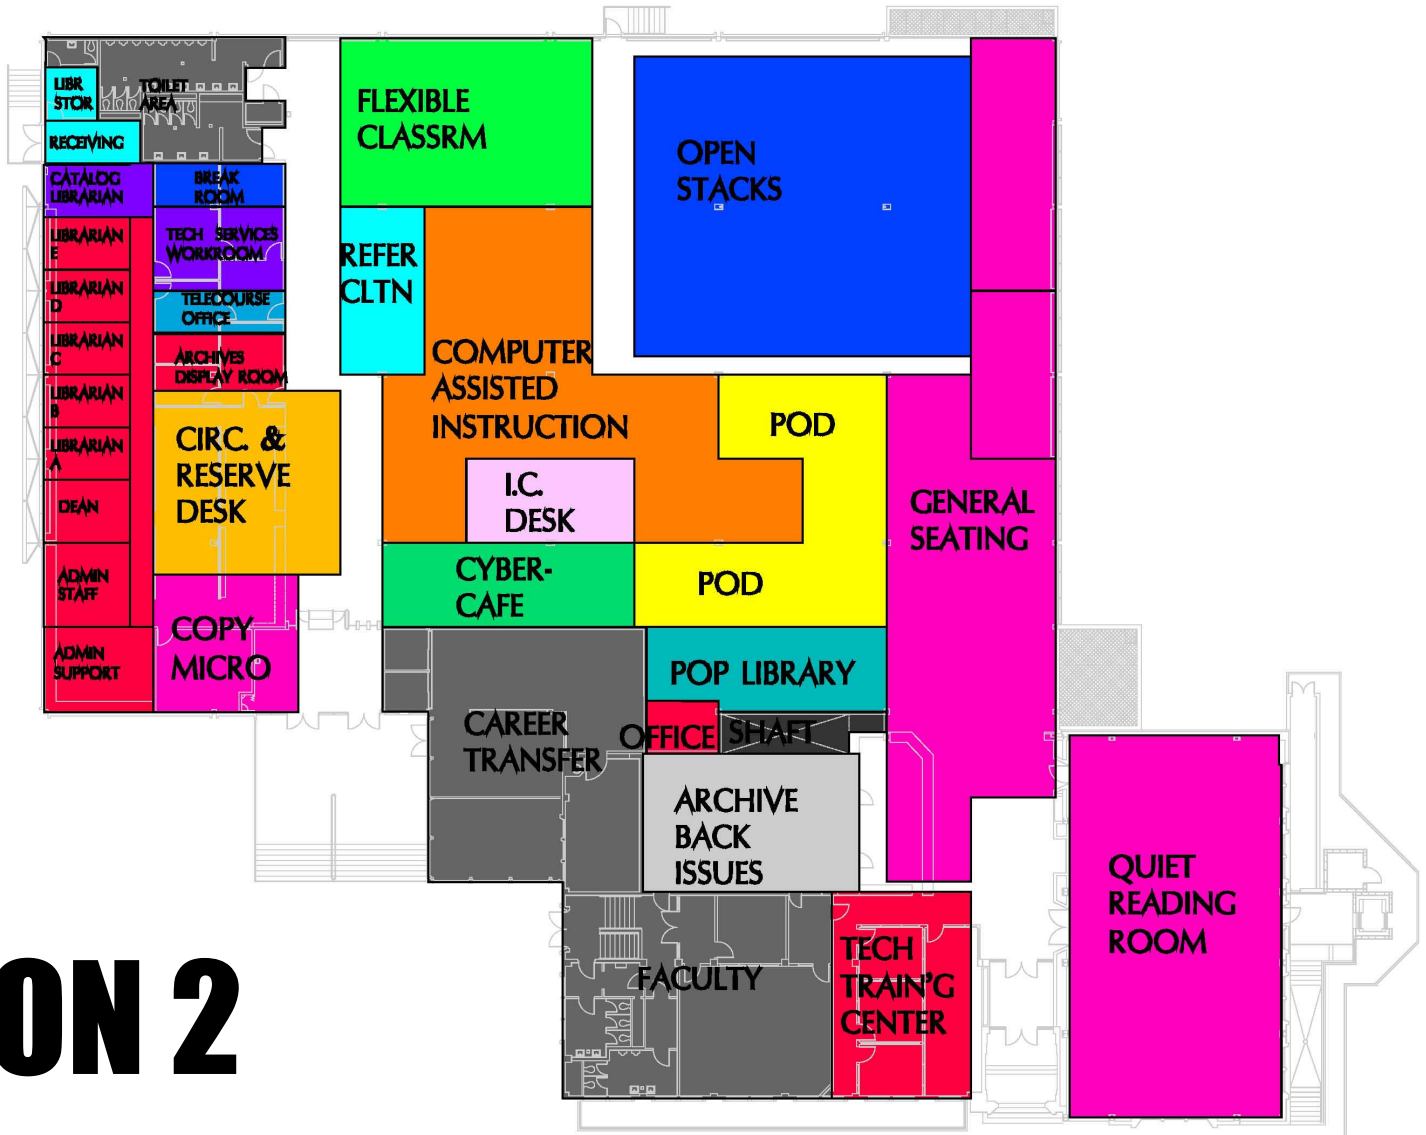 LIBR
STOR
TOILET
AREA
RECEIVING
CATALOG
LIBRARIAN
BREAK
ROOM
LIBRARIAN
E
TECH SERVICES
WORKROOM
LIBRARIAN
D
TELECOURSE
OFFICE
LIBRARIAN
C
ARCHIVES
DISPLAY ROOM
LIBRARIAN
B
LIBRARIAN
A
CIRC. &
RESERVE
DESK
DEAN
ADMIN
STAFF
ADMIN
SUPPORT
COPY
MICRO
FLEXIBLE
CLASSRM
REFER
CLTN
COMPUTER
ASSISTED
INSTRUCTION
I.C.
DESK
CYBER-
CAFE
OPEN
STACKS
POD
POD
GENERAL
SEATING
POP LIBRARY
CAREER
TRANSFER
OFFICE
SHAFT
ARCHIVE
BACK
ISSUES
FACULTY
TECH
TRAIN'G
CENTER
QUIET
READING
ROOM
ON 2